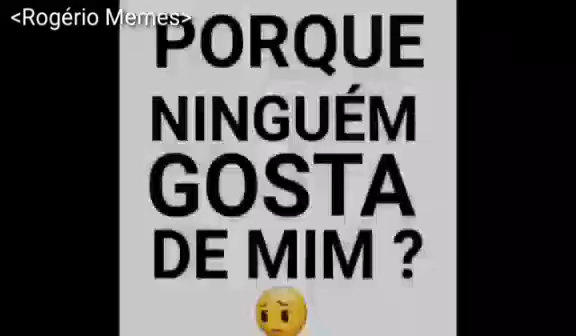 <Rogério Memes>
PORQUE
NINGUÉM
GOSTA
DE MIM ?